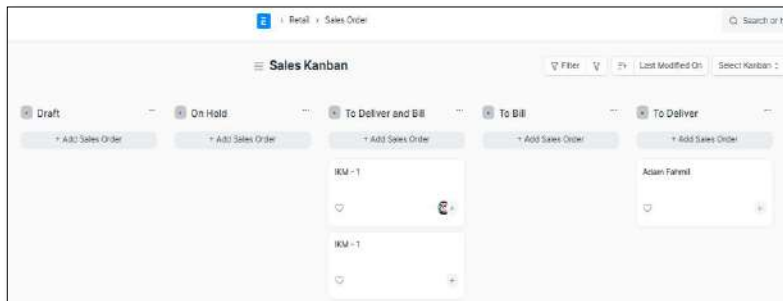 E › Retail › Sales Order
Search or
Sales Kanban
Filter
Last Modified On
Select Kanban
Draft ...
On Hold ...
To Deliver and Bill ...
To Bill ...
To Deliver ...
+ Add Sales Order
+ Add Sales Order
+ Add Sales Order
+ Add Sales Order
+ Add Sales Order
IKM - 1
Adam Fahmil
IKM - 1